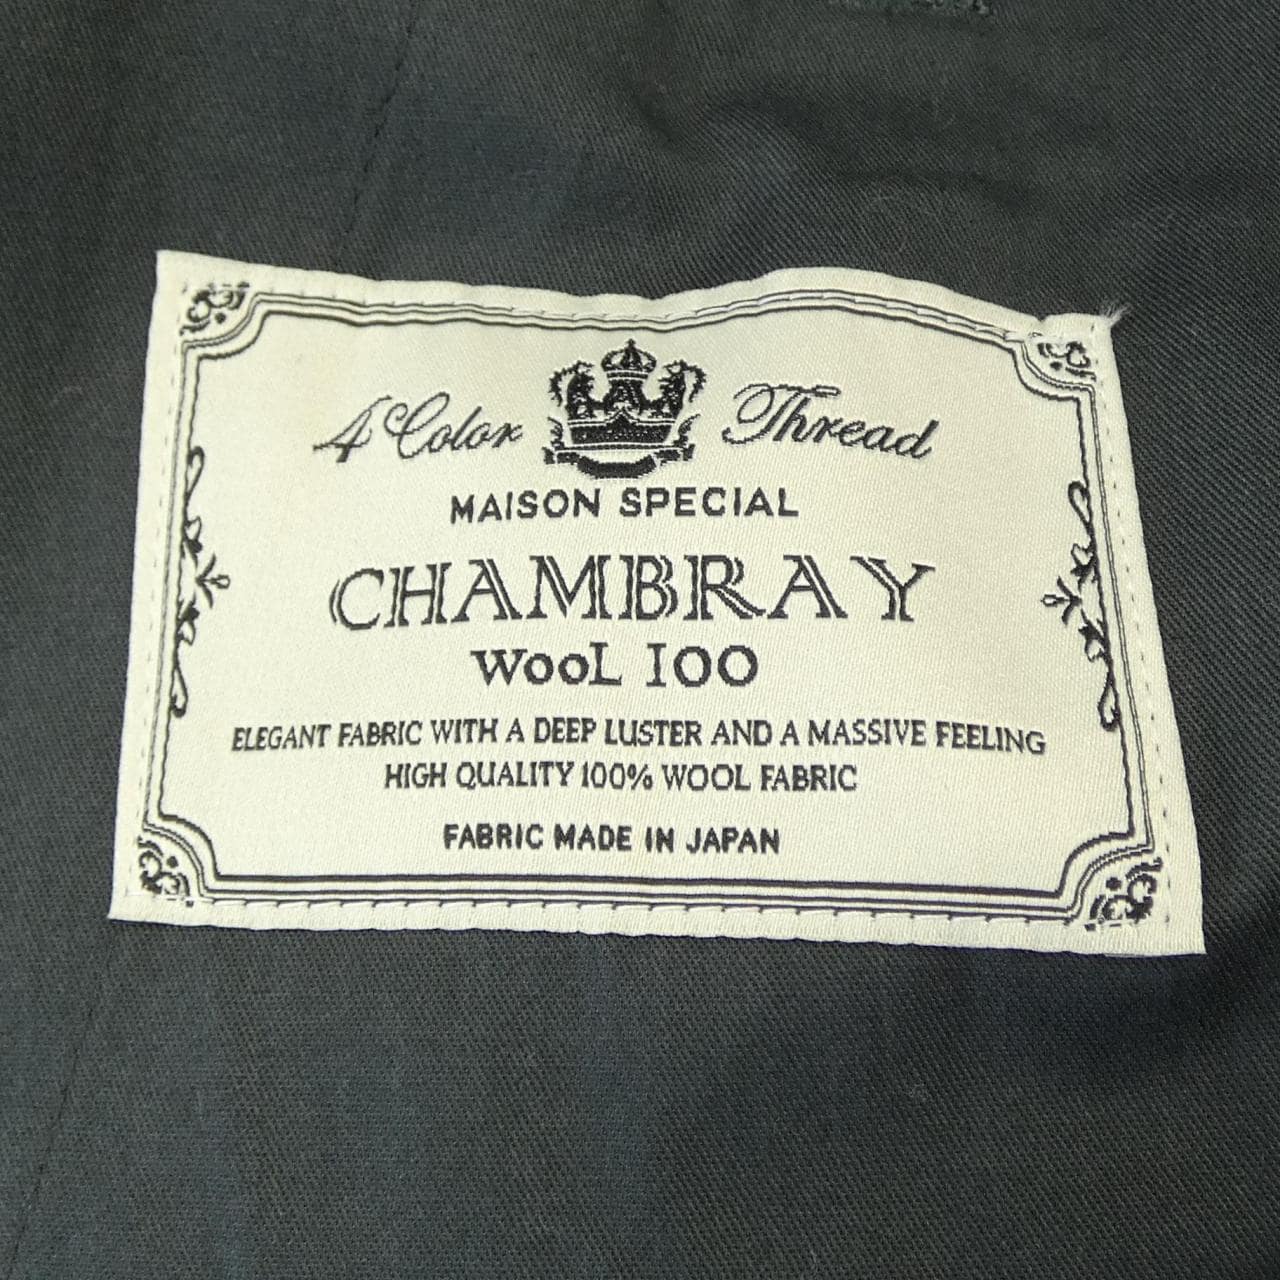 4 Color Thread
MAISON SPECIAL
CHAMBRAY
WOOL 100
ELEGANT FABRIC WITH A DEEP LUSTER AND A MASSIVE FEELING
HIGH QUALITY 100% WOOL FABRIC
FABRIC MADE IN JAPAN